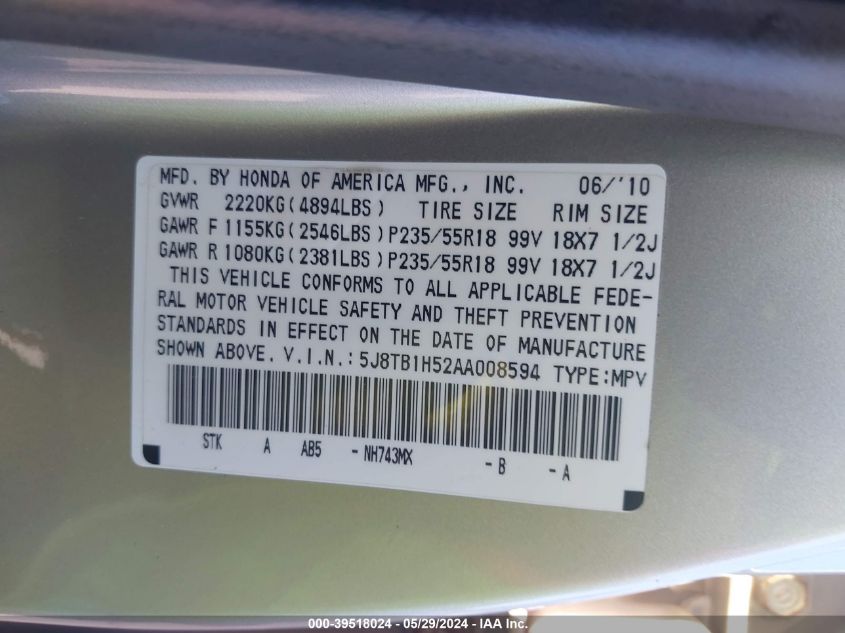 MFD. BY HONDA OF AMERICA MFG., INC. 06/'10
GVWR 2220KG(4894LBS) TIRE SIZE RIM SIZE
GAWR F 1155KG(2546LBS) P235/55R18 99V 18X7 1/2J
GAWR R 1080KG(2381LBS) P235/55R18 99V 18X7 1/2J
THIS VEHICLE CONFORMS TO ALL APPLICABLE FEDE-
RAL MOTOR VEHICLE SAFETY AND THEFT PREVENTION
STANDARDS IN EFFECT ON THE DATE OF MANUFACTURE
SHOWN ABOVE. V.I.N.: 5J8TB1H52AA008594 TYPE:MPV
STK A AB5 - NH743MX - B - A
000-39518024 - 05/29/2024 - IAA Inc.